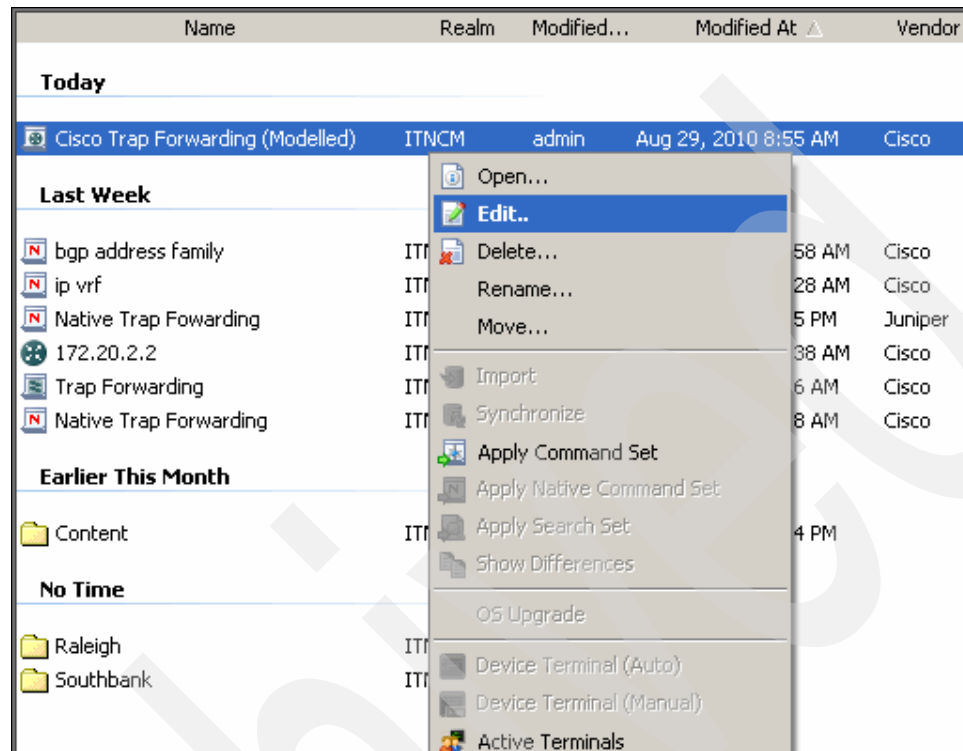 Name Realm Modified... Modified At Vendor
Today
Cisco Trap Forwarding (Modelled) ITNCM admin Aug 29, 2010 8:55 AM Cisco
Last Week
bgp address family 58 AM Cisco
ip vrf 28 AM Cisco
Native Trap Fowarding 5 PM Juniper
172.20.2.2 38 AM Cisco
Trap Forwarding 6 AM Cisco
Native Trap Forwarding 8 AM Cisco
Earlier This Month
Content 4 PM
No Time
Raleigh
Southbank
Open...
Edit..
Delete...
Rename...
Move...
Import
Synchronize
Apply Command Set
Apply Native Command Set
Apply Search Set
Show Differences
OS Upgrade
Device Terminal (Auto)
Device Terminal (Manual)
Active Terminals